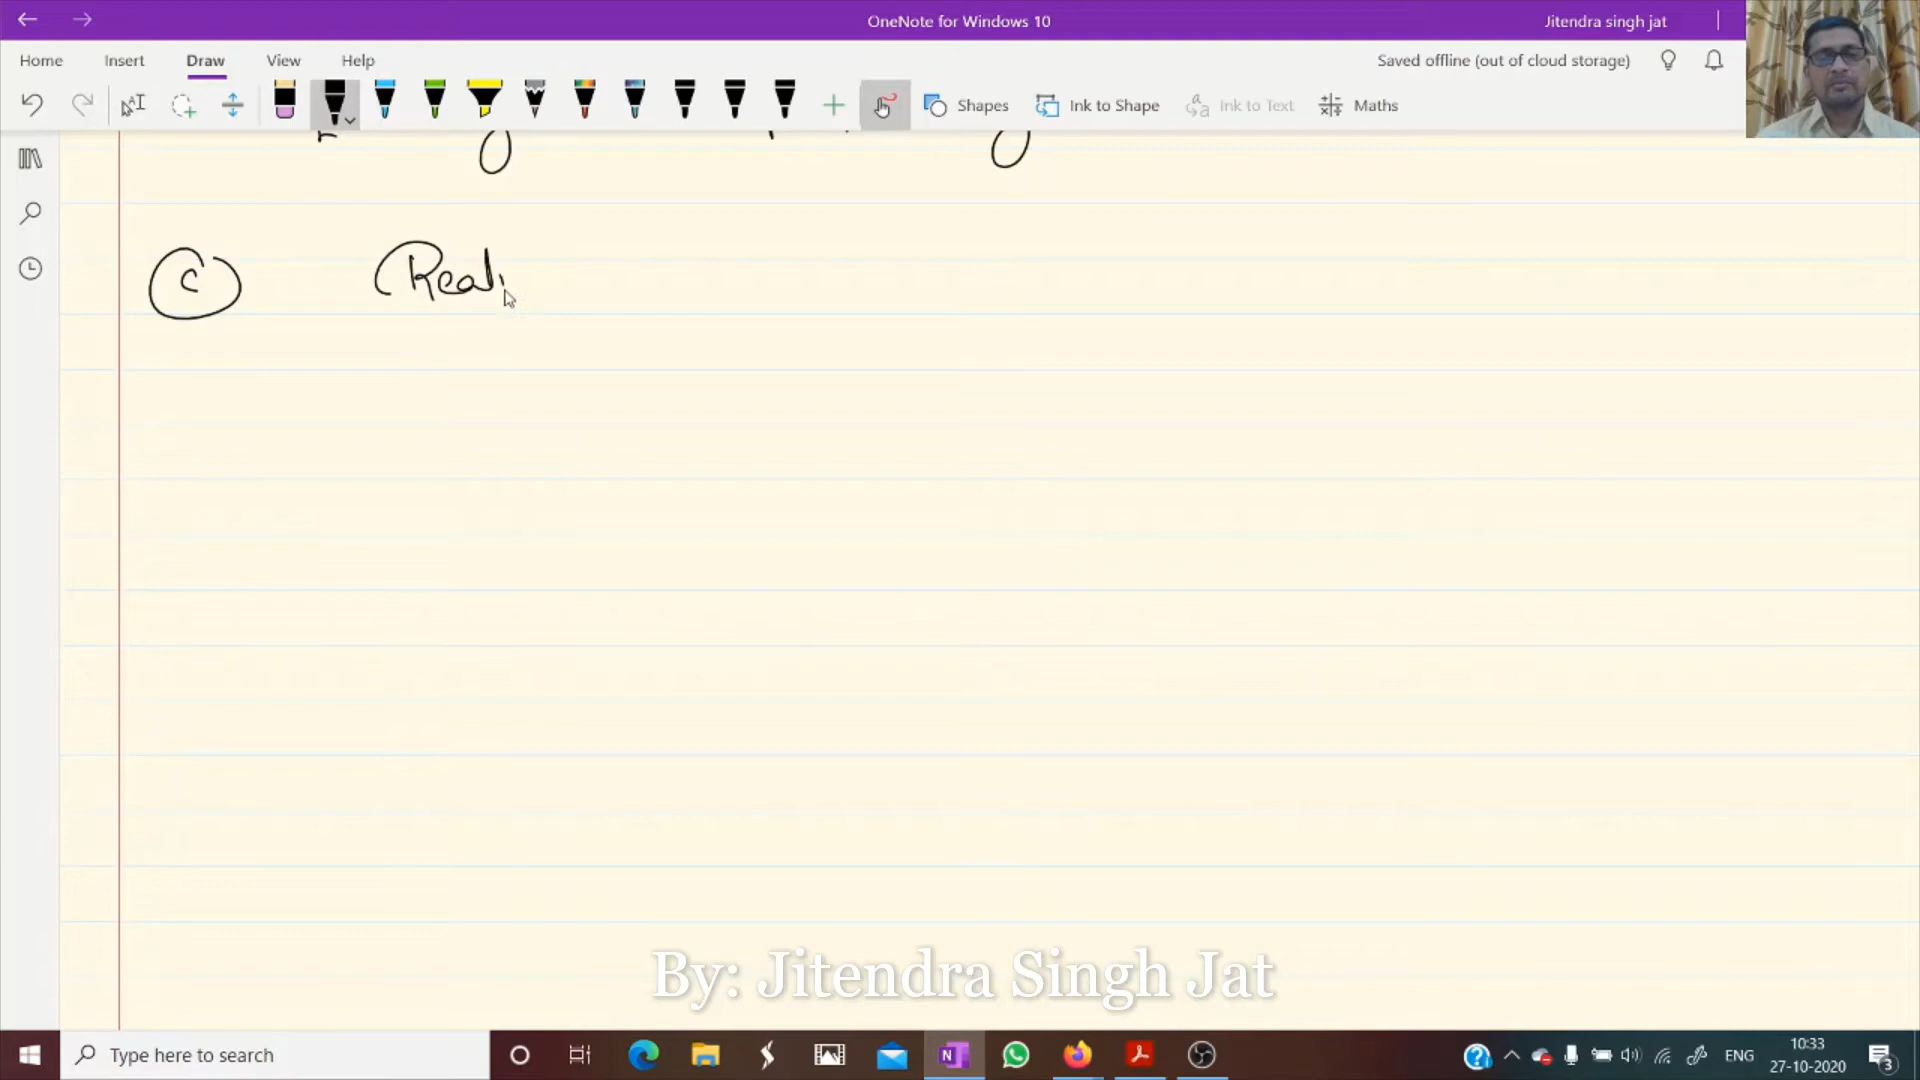 OneNote for Windows 10
Jitendra singh jat
Home Insert Draw View Help
Saved offline (out of cloud storage)
Shapes Ink to Shape Ink to Text Maths
C Real
By: Jitendra Singh Jat
Type here to search
ENG
10:33
27-10-2020
3